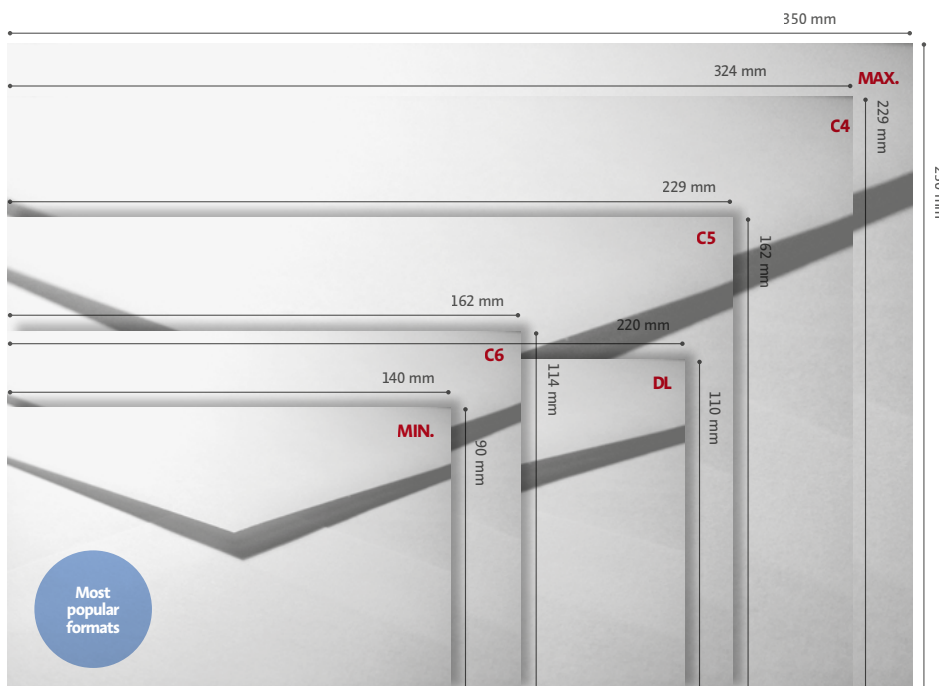 350 mm
324 mm
MAX.
229 mm
C4
229 mm
C5
162 mm
162 mm
220 mm
C6
114 mm
DL
110 mm
140 mm
MIN.
90 mm
Most
popular
formats